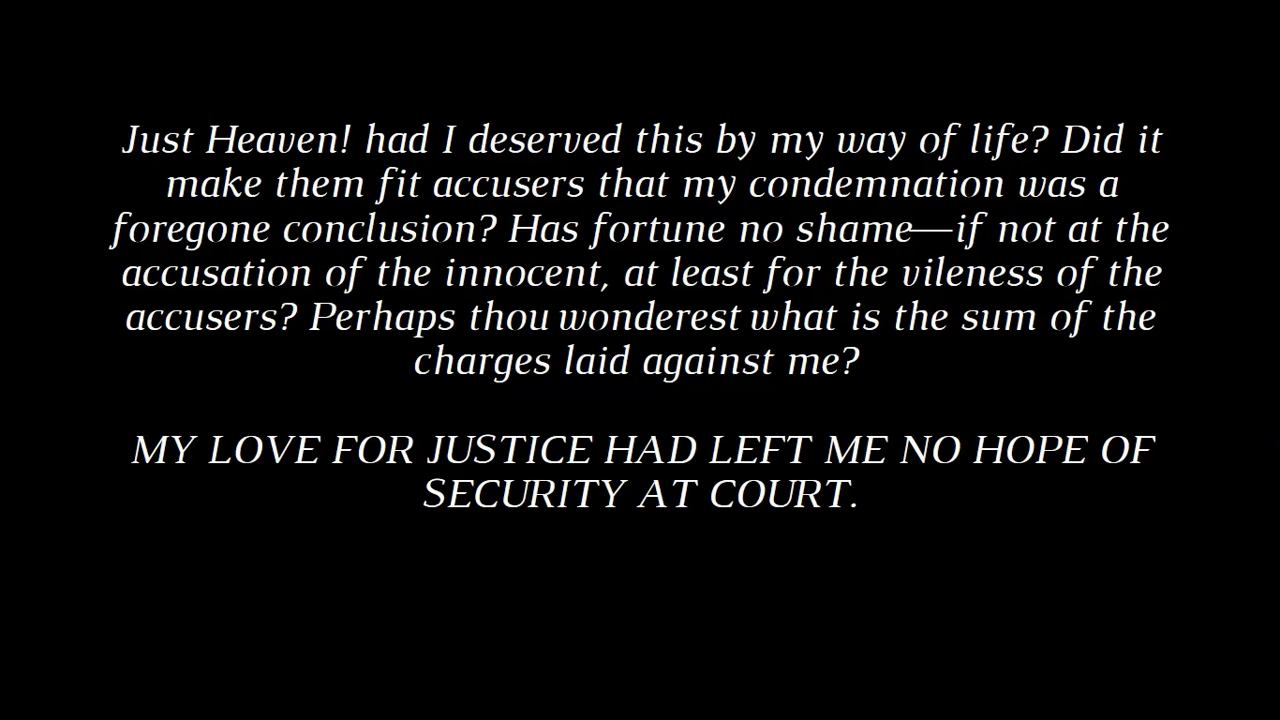 Just Heaven! had I deserved this by my way of life? Did it
make them fit accusers that my condemnation was a
foregone conclusion? Has fortune no shame—if not at the
accusation of the innocent, at least for the vileness of the
accusers? Perhaps thou wonderest what is the sum of the
charges laid against me?
MY LOVE FOR JUSTICE HAD LEFT ME NO HOPE OF
SECURITY AT COURT.